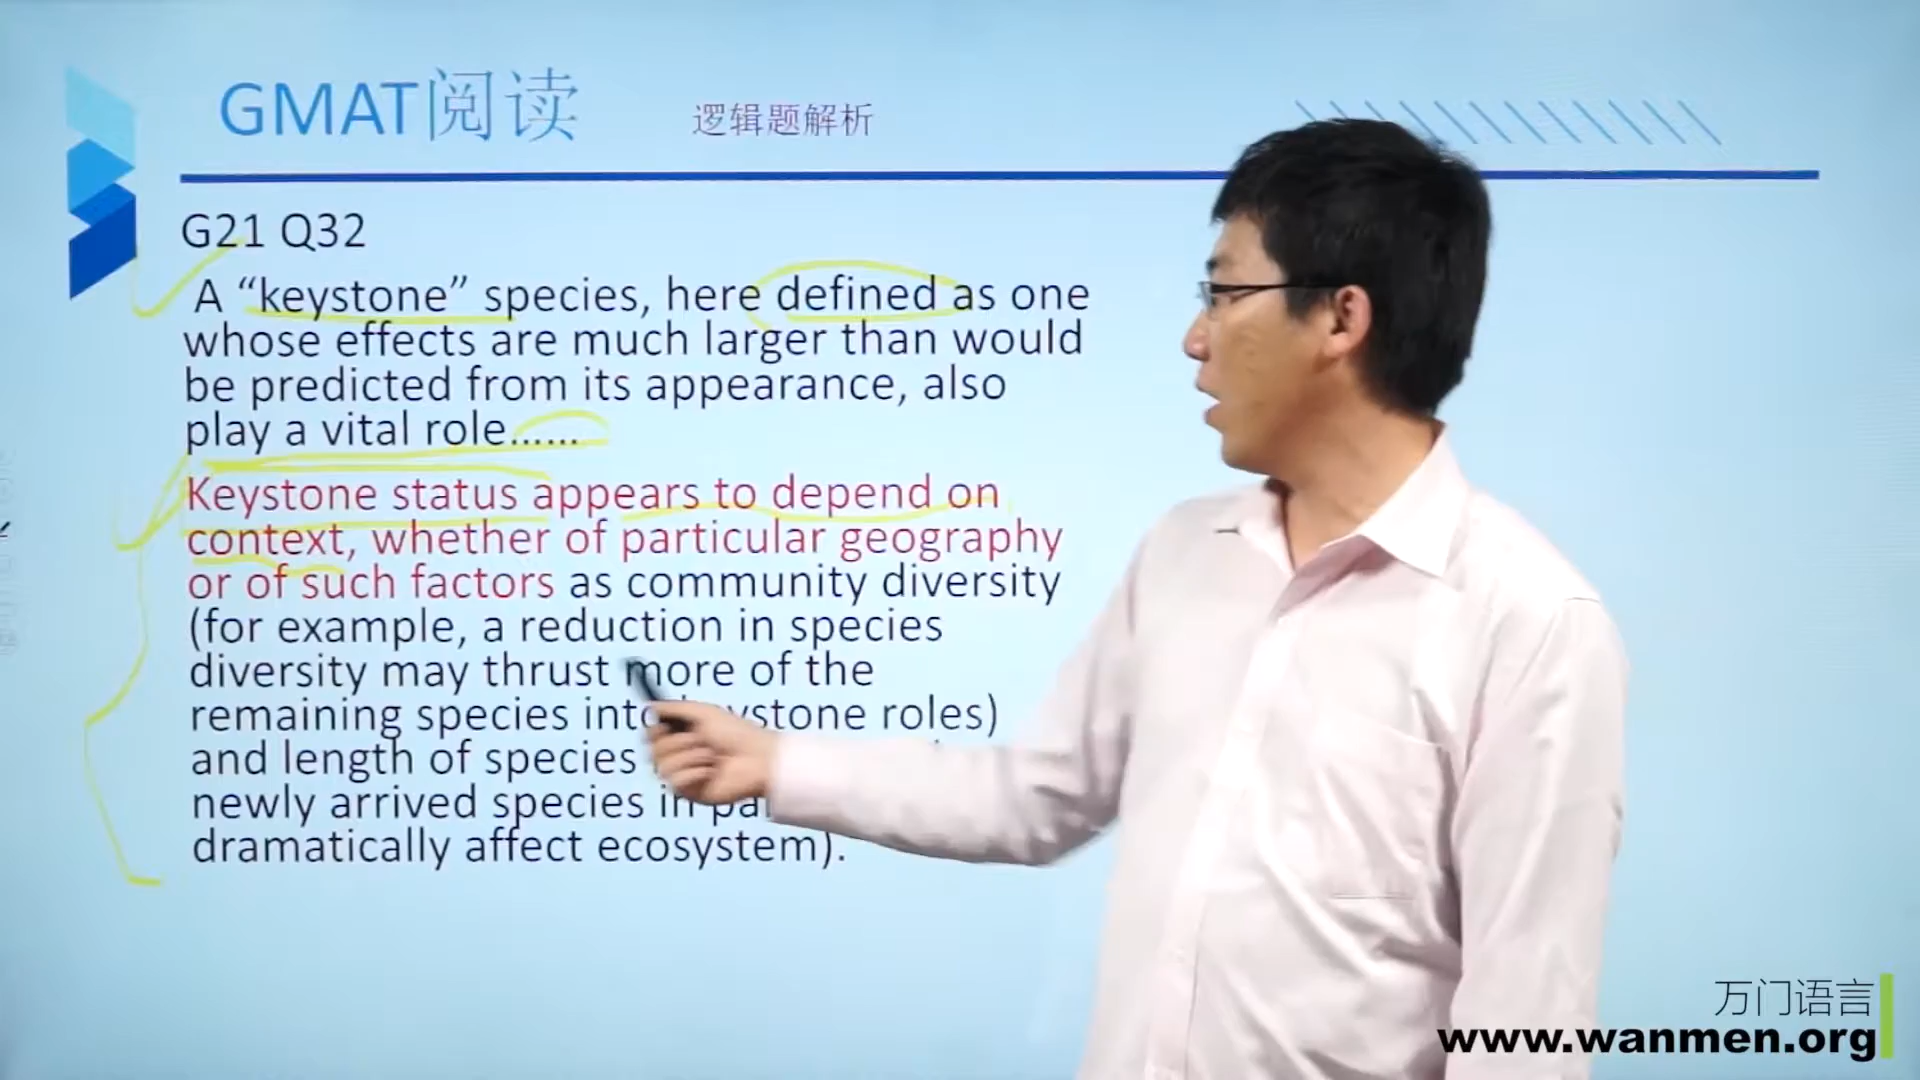 GMAT阅读
逻辑题解析
G21 Q32
A “keystone” species, here defined as one
whose effects are much larger than would
be predicted from its appearance, also
play a vital role......
Keystone status appears to depend on
context, whether of particular geography
or of such factors as community diversity
(for example, a reduction in species
diversity may thrust more of the
remaining species into keystone roles)
and length of species
newly arrived species in
dramatically affect ecosystem).
万门语言
www.wanmen.org